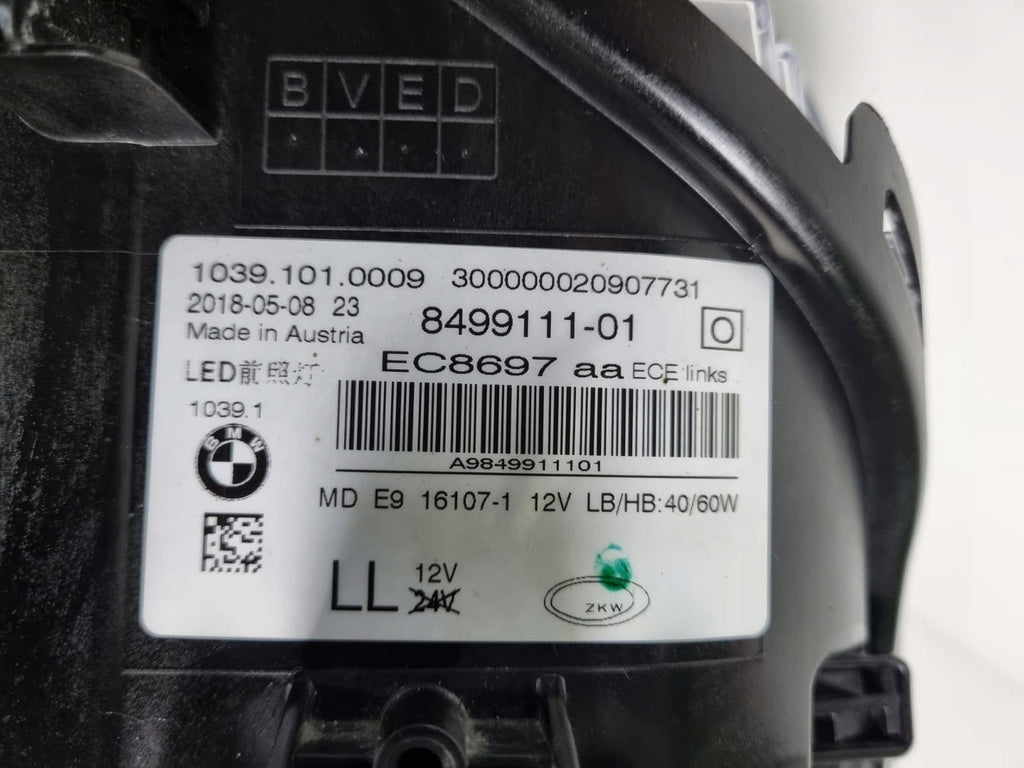 B V E D
1039.101.0009 300000020907731
2018-05-08 23
8499111-01
O
Made in Austria
EC8697 aa ECE links
LED前照灯
1039.1
BMW
A9849911101
MD E9 16107-1 12V LB/HB:40/60W
LL 12V
24V
ZKW